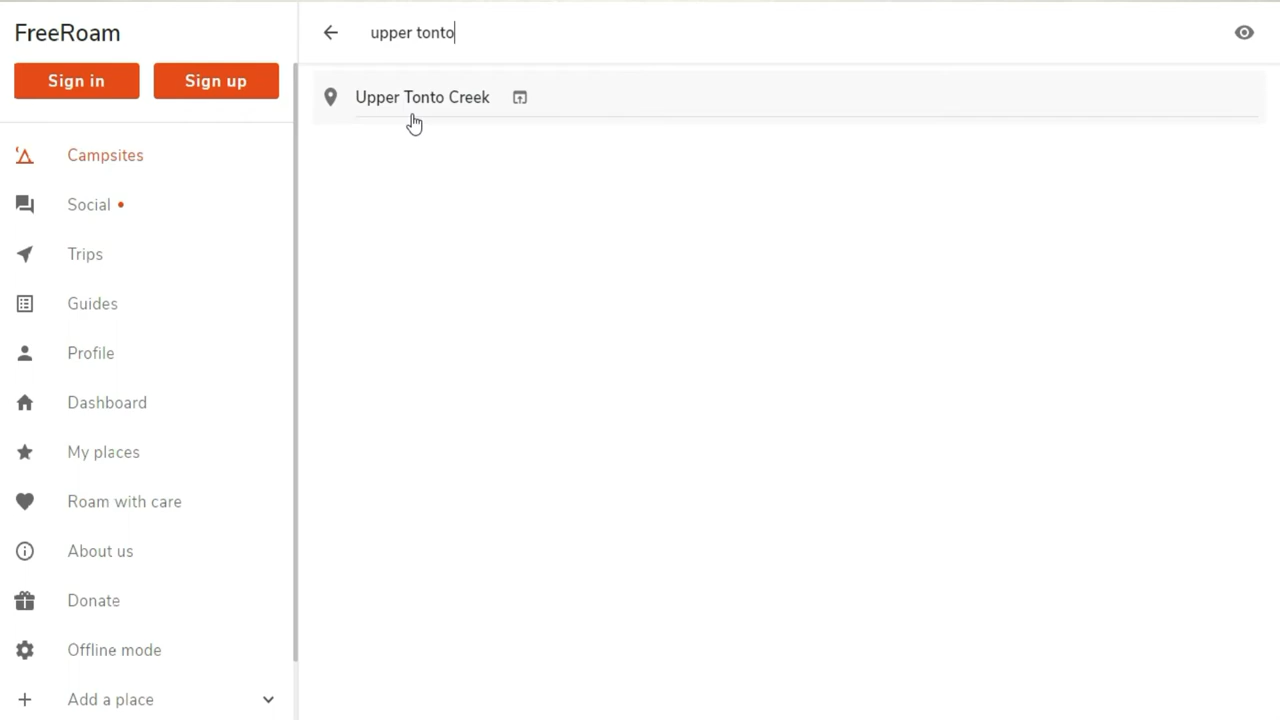 FreeRoam
Sign in
Sign up
Campsites
Social
Trips
Guides
Profile
Dashboard
My places
Roam with care
About us
Donate
Offline mode
Add a place
upper tonto
Upper Tonto Creek